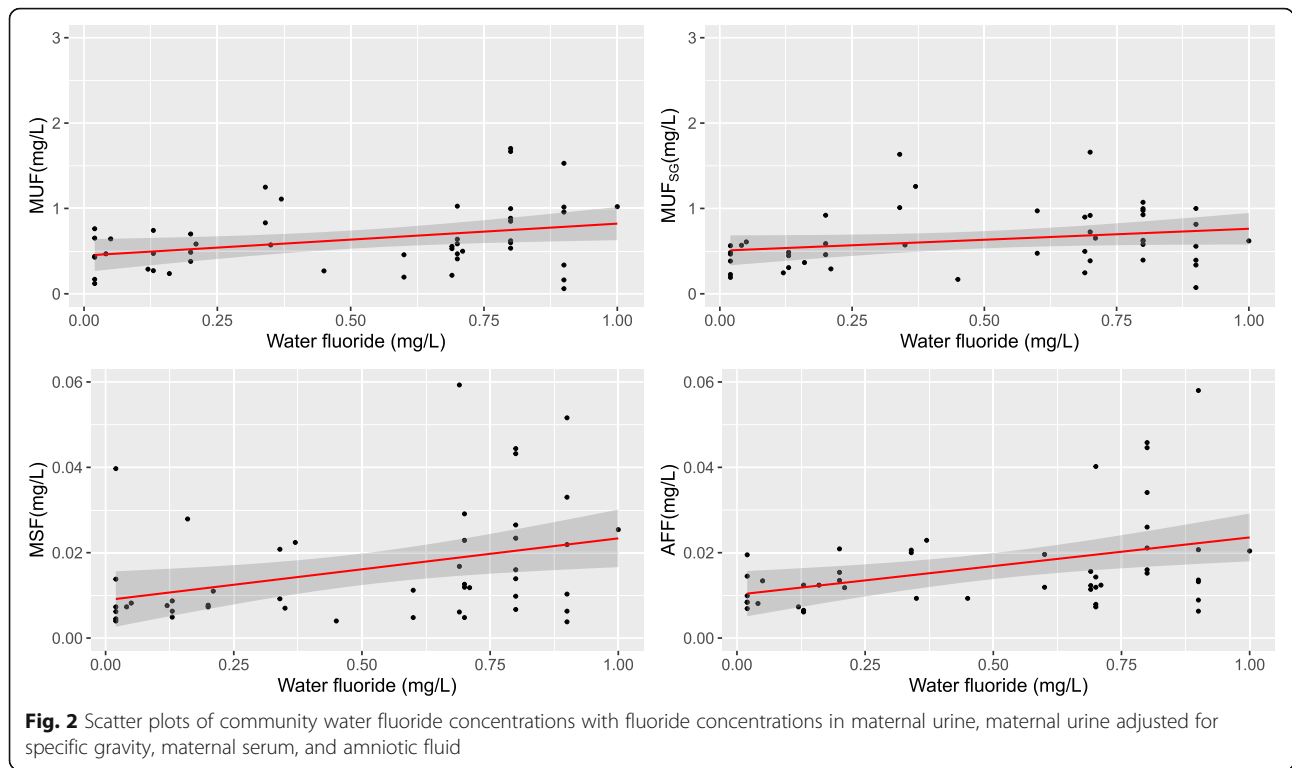 3
2
1
0
MUF(mg/L)
0.00 0.25 0.50 0.75 1.00
Water fluoride (mg/L)
3
2
1
0
MUFSG(mg/L)
0.00 0.25 0.50 0.75 1.00
Water fluoride (mg/L)
0.06
0.04
0.02
0.00
MSF(mg/L)
0.00 0.25 0.50 0.75 1.00
Water fluoride (mg/L)
0.06
0.04
0.02
0.00
AFF(mg/L)
0.00 0.25 0.50 0.75 1.00
Water fluoride (mg/L)
Fig. 2 Scatter plots of community water fluoride concentrations with fluoride concentrations in maternal urine, maternal urine adjusted for
specific gravity, maternal serum, and amniotic fluid